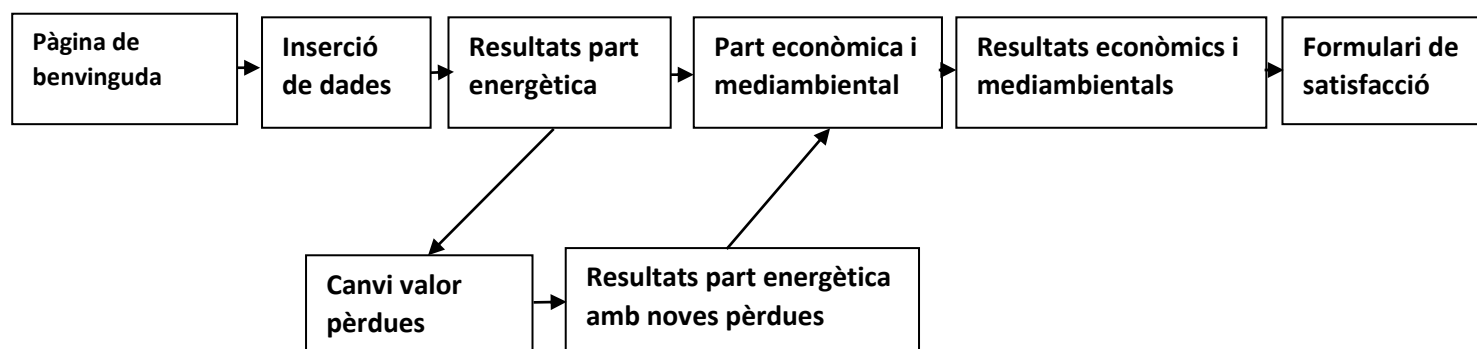 Pàgina de
benvinguda
Inserció
de dades
Resultats part
energètica
Part econòmica i
mediambiental
Resultats econòmics i
mediambientals
Formulari de
satisfacció
Canvi valor
pèrdues
Resultats part energètica
amb noves pèrdues